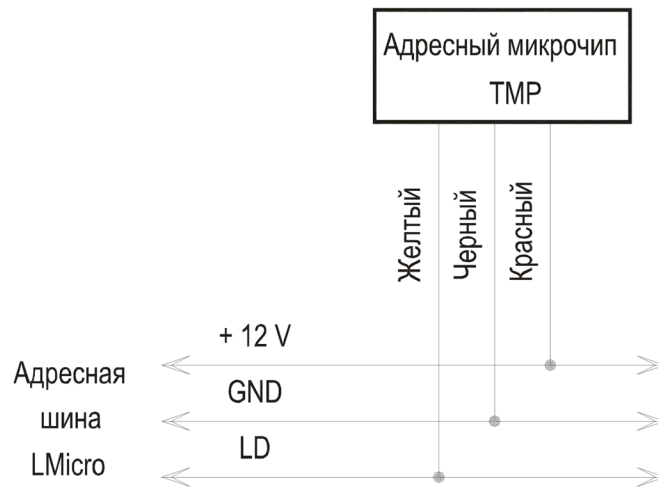 Адресный микрочип
TMP
Желтый
Черный
Красный
+ 12 V
GND
LD
Адресная
шина
LMicro